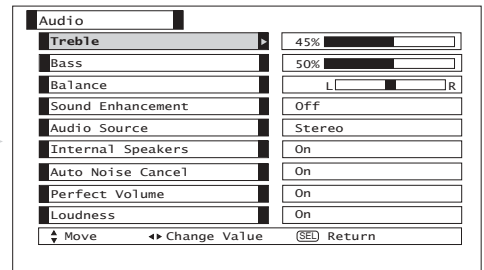 Audio
Treble 45%
Bass 50%
Balance L R
Sound Enhancement Off
Audio Source Stereo
Internal Speakers On
Auto Noise Cancel On
Perfect Volume On
Loudness On
Move Change Value SEL Return